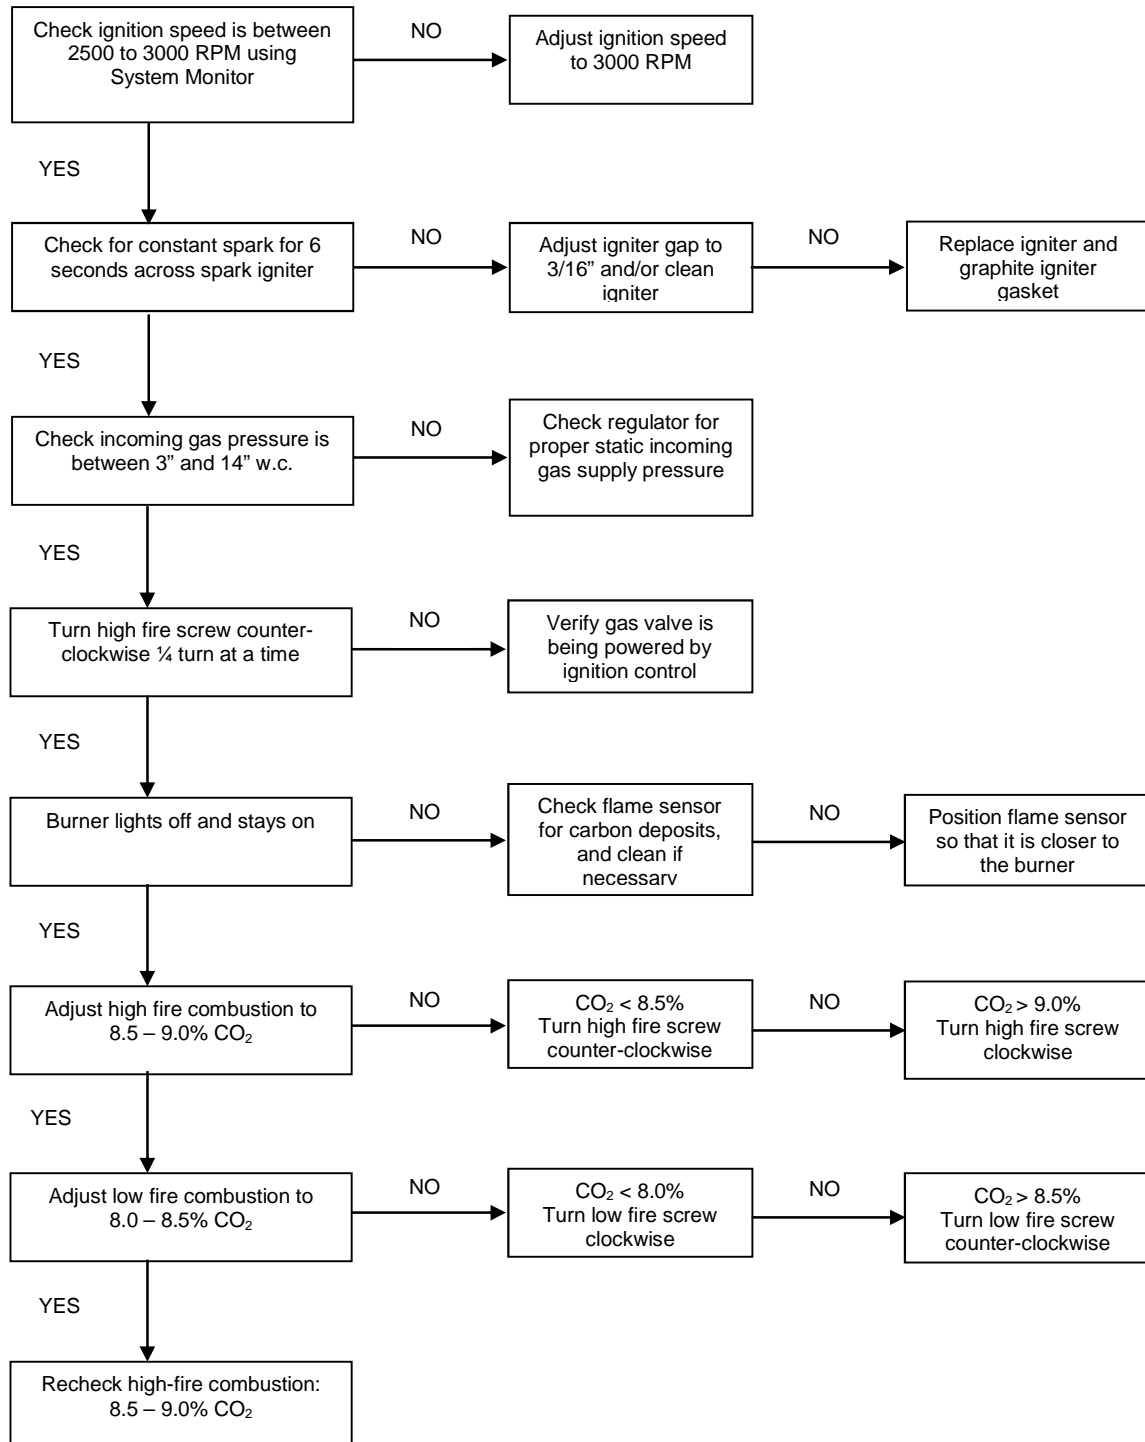 Check ignition speed is between
2500 to 3000 RPM using
System Monitor
NO
Adjust ignition speed
to 3000 RPM
YES
Check for constant spark for 6
seconds across spark igniter
NO
Adjust igniter gap to
3/16” and/or clean
igniter
NO
Replace igniter and
graphite igniter
gasket
YES
Check incoming gas pressure is
between 3” and 14” w.c.
NO
Check regulator for
proper static incoming
gas supply pressure
YES
Turn high fire screw counter-
clockwise ¼ turn at a time
NO
Verify gas valve is
being powered by
ignition control
YES
Burner lights off and stays on
NO
Check flame sensor
for carbon deposits,
and clean if
necessary
NO
Position flame sensor
so that it is closer to
the burner
YES
Adjust high fire combustion to
8.5 – 9.0% CO₂
NO
CO₂ < 8.5%
Turn high fire screw
counter-clockwise
NO
CO₂ > 9.0%
Turn high fire screw
clockwise
YES
Adjust low fire combustion to
8.0 – 8.5% CO₂
NO
CO₂ < 8.0%
Turn low fire screw
clockwise
NO
CO₂ > 8.5%
Turn low fire screw
counter-clockwise
YES
Recheck high-fire combustion:
8.5 – 9.0% CO₂